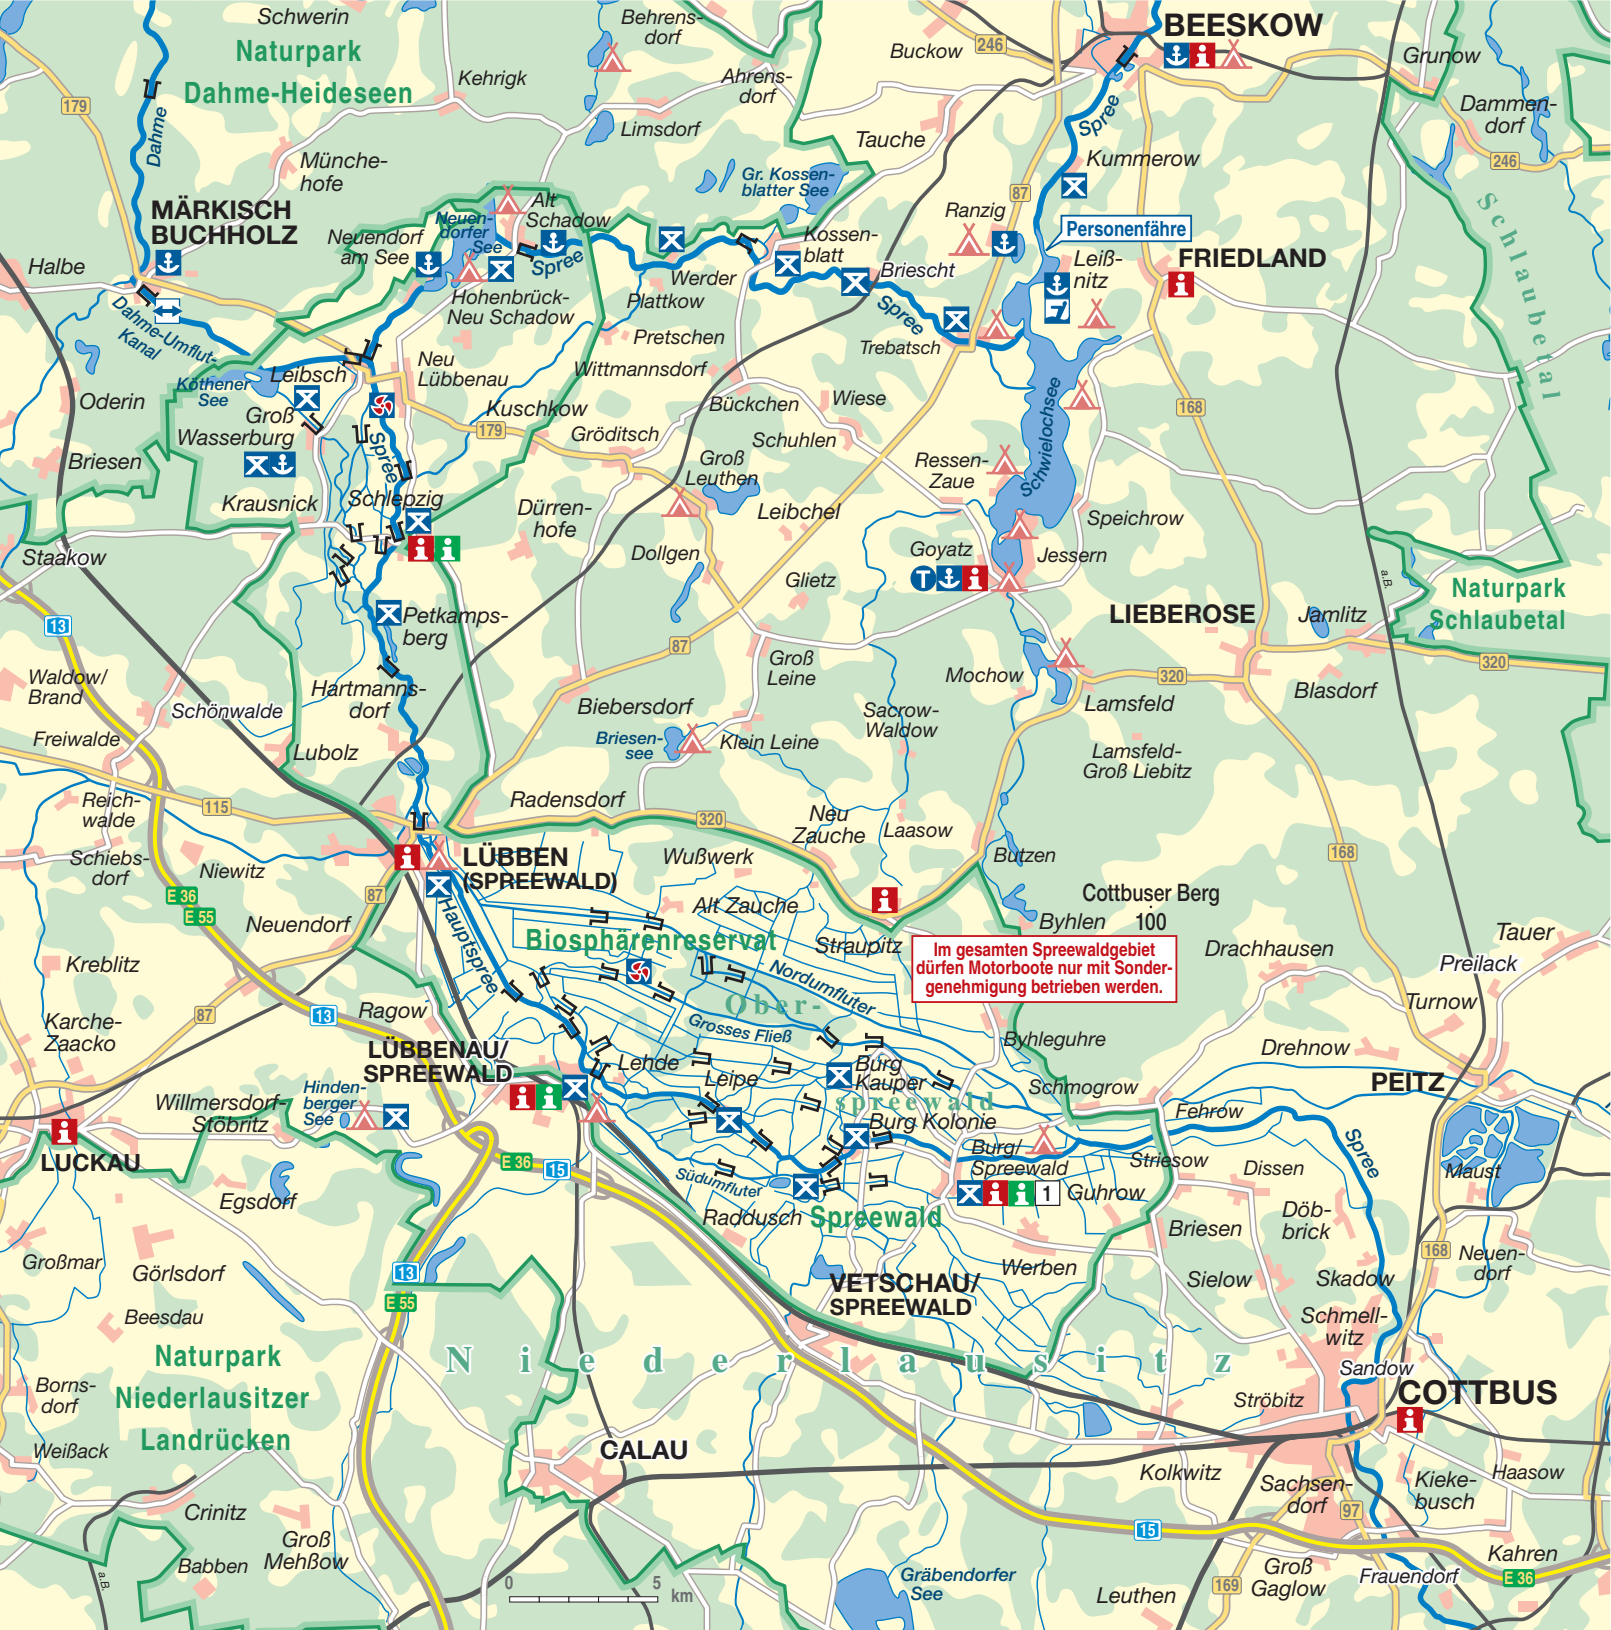 Schwerin
Naturpark
Dahme-Heideseen
Behrens-
dorf
BEESKOW
Buckow
246
Grunow
Kehrigk
Ahrens-
dorf
179
Dahme
Limsdorf
Spree
Dammen-
dorf
Tauche
246
Münche-
hofe
Kummerow
Gr. Kossen-
blatter See
87
MÄRKISCH
BUCHHOLZ
Alt
Schadow
Neuen-
dorfer
See
Ranzig
Schlaubetal
Neuendorf
am See
Personenfähre
Kossen-
blatt
Halbe
Spree
Werder
Briescht
Leiß-
nitz
FRIEDLAND
Hohenbrück-
Neu Schadow
Plattkow
Spree
Dahme-Umflut-
Kanal
Pretschen
Trebatsch
Leibsch
Neu
Lübbenau
Wittmannsdorf
Köthener
See
Oderin
Groß
Wasserburg
Kuschkow
Bückchen
Wiese
168
179
Spree
Gröditsch
Schuhlen
Schwielochsee
Briesen
Groß
Leuthen
Ressen-
Zaue
Krausnick
Schlepzig
Dürren-
hofe
Leibchel
Speichrow
Staakow
Dollgen
Goyatz
Jessern
T
Glietz
a.B.
Naturpark
Schlaubetal
13
Petkamps-
berg
LIEBEROSE
Jamlitz
87
Waldow/
Brand
Groß
Leine
Mochow
320
320
Hartmanns-
dorf
Schönwalde
Biebersdorf
Sacrow-
Waldow
Lamsfeld
Blasdorf
Freiwalde
Briesen-
see
Klein Leine
Lubolz
Lamsfeld-
Groß Liebitz
Reich-
walde
115
Radensdorf
320
Neu
Zauche
Laasow
Schiebs-
dorf
Niewitz
LÜBBEN
(SPREEWALD)
Wußwerk
Butzen
168
E 36
E 55
87
Neuendorf
Hauptspree
Alt Zauche
Cottbuser Berg
100
Byhlen
Biosphärenreservat
Straupitz
Im gesamten Spreewaldgebiet
dürfen Motorboote nur mit Sonder-
genehmigung betrieben werden.
Drachhausen
Tauer
Kreblitz
Preilack
Nordumfluter
Ober-
Turnow
Karche-
Zaacko
87
13
Ragow
Grosses Fließ
Byhleguhre
LÜBBENAU/
SPREEWALD
Lehde
Drehnow
Leipe
Burg
Kauper
PEITZ
Hinden-
berger
See
Schmogrow
spreewald
Willmersdorf-
Stöbritz
Fehrow
Burg Kolonie
LUCKAU
E 36
15
Burg/
Spreewald
Striesow
Spree
Dissen
Maust
Südumfluter
1
Guhrow
Egsdorf
Raddusch
Spreewald
Briesen
Döb-
brick
Großmar
Görlsdorf
13
E 55
Werben
168
Neuen-
dorf
Beesdau
VETSCHAU/
SPREEWALD
Sielow
Skadow
Schmell-
witz
Naturpark
Niederlausitzer
Landrücken
Niederlausitz
Sandow
Borns-
dorf
Ströbitz
COTTBUS
Weißack
CALAU
Kolkwitz
Sachsen-
dorf
Kieke-
busch
Haasow
Crinitz
97
15
Groß
Mehßow
Babben
Kahren
a.B.
0
5
km
Gräbendorfer
See
Leuthen
169
Groß
Gaglow
Frauendorf
E 36